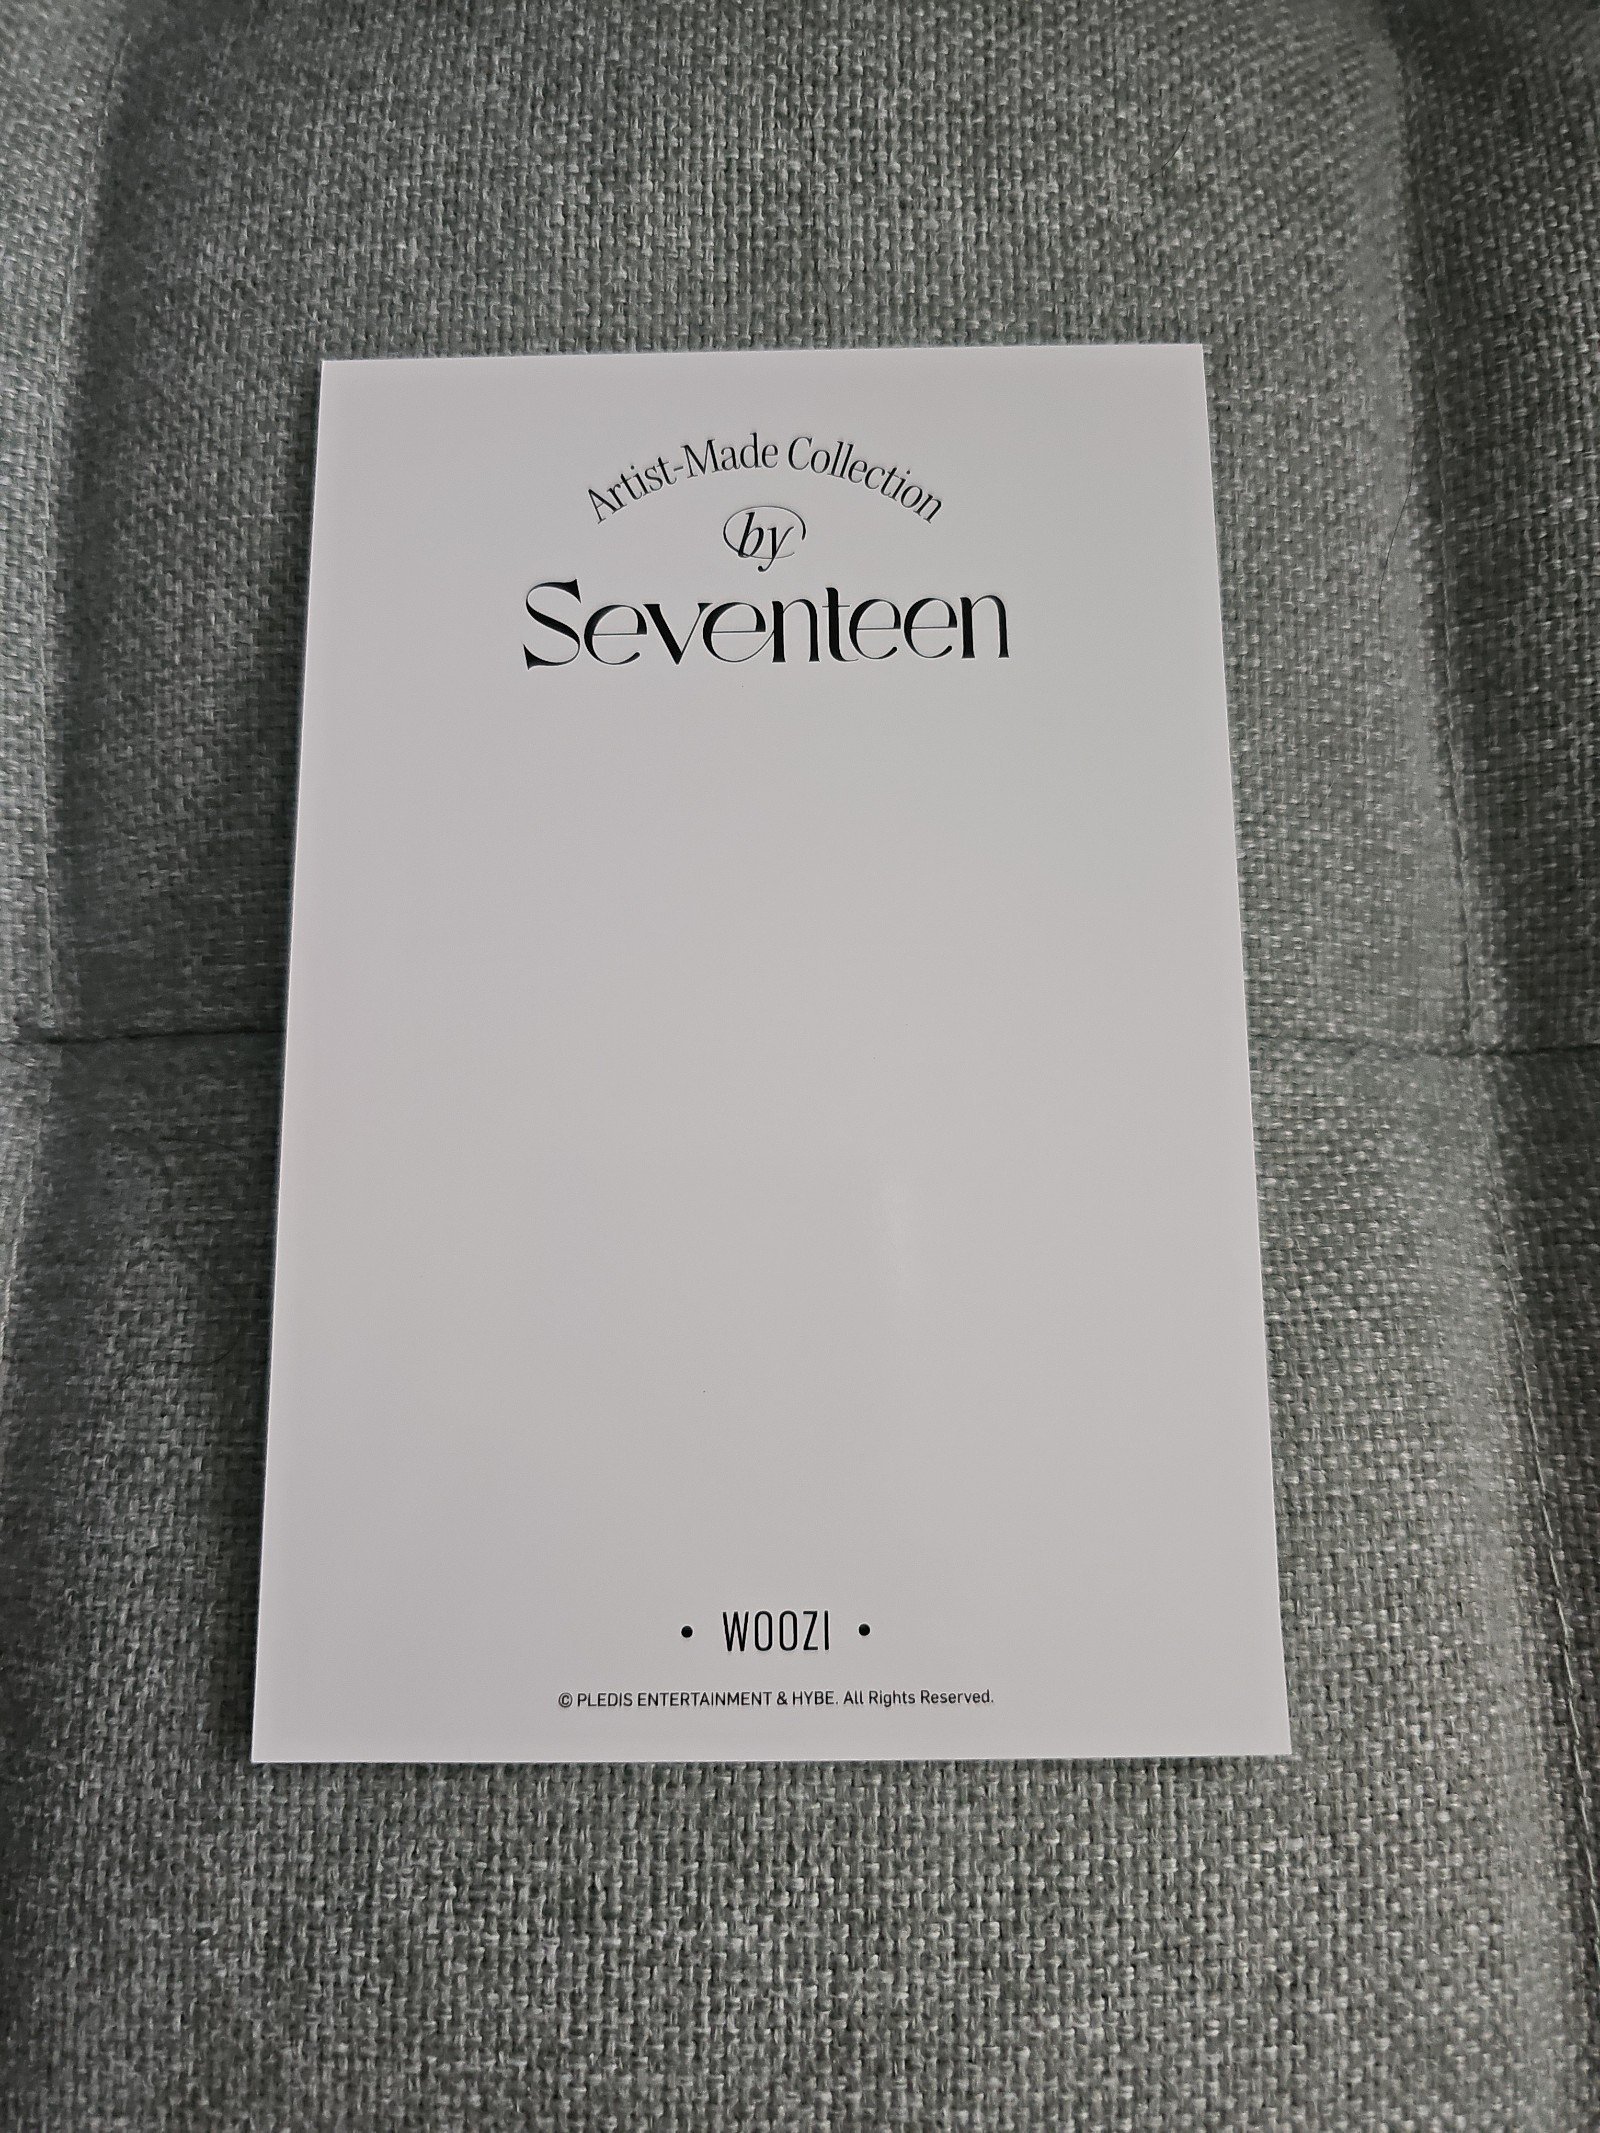 Artist-Made Collection
by
Seventeen
• WOOZI •
© PLEDIS ENTERTAINMENT & HYBE. All Rights Reserved.